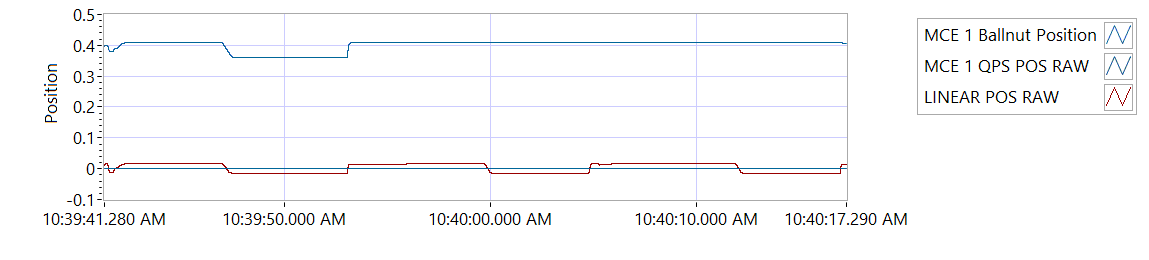 0.5
0.4
0.3
0.2
0.1
0
-0.1
Position
10:39:41.280 AM
10:39:50.000 AM
10:40:00.000 AM
10:40:10.000 AM
10:40:17.290 AM
MCE 1 Ballnut Position
MCE 1 QPS POS RAW
LINEAR POS RAW